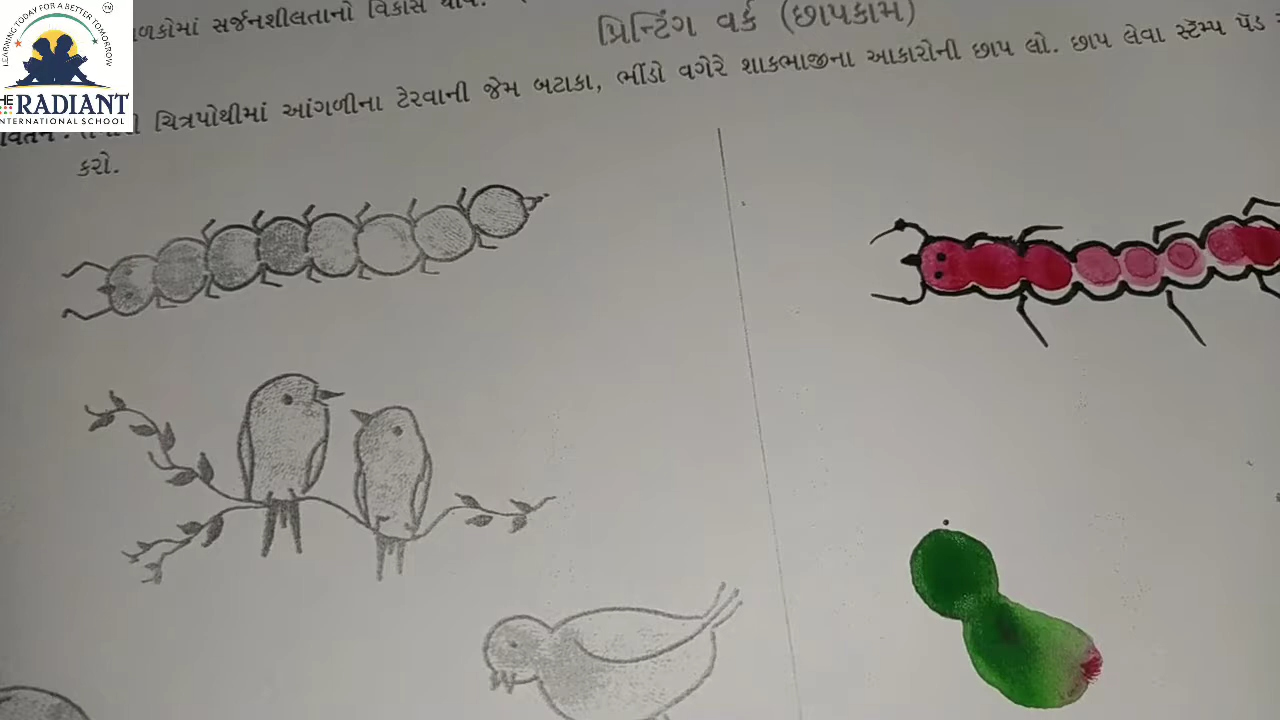 LEARNING TODAY FOR A BETTER TOMORROW
THE RADIANT
INTERNATIONAL SCHOOL
સર્જનશીલતાનો વિકાસ
પ્રિન્ટિંગ વર્ક (છાપકામ)
ચિત્રપોથીમાં આંગળીના ટેરવાની જેમ બટાકા, ભીંડો વગેરે શાકભાજીના આકારોની છાપ લો. છાપ લેવા સ્ટૅમ્પ પૅડ
કરો.